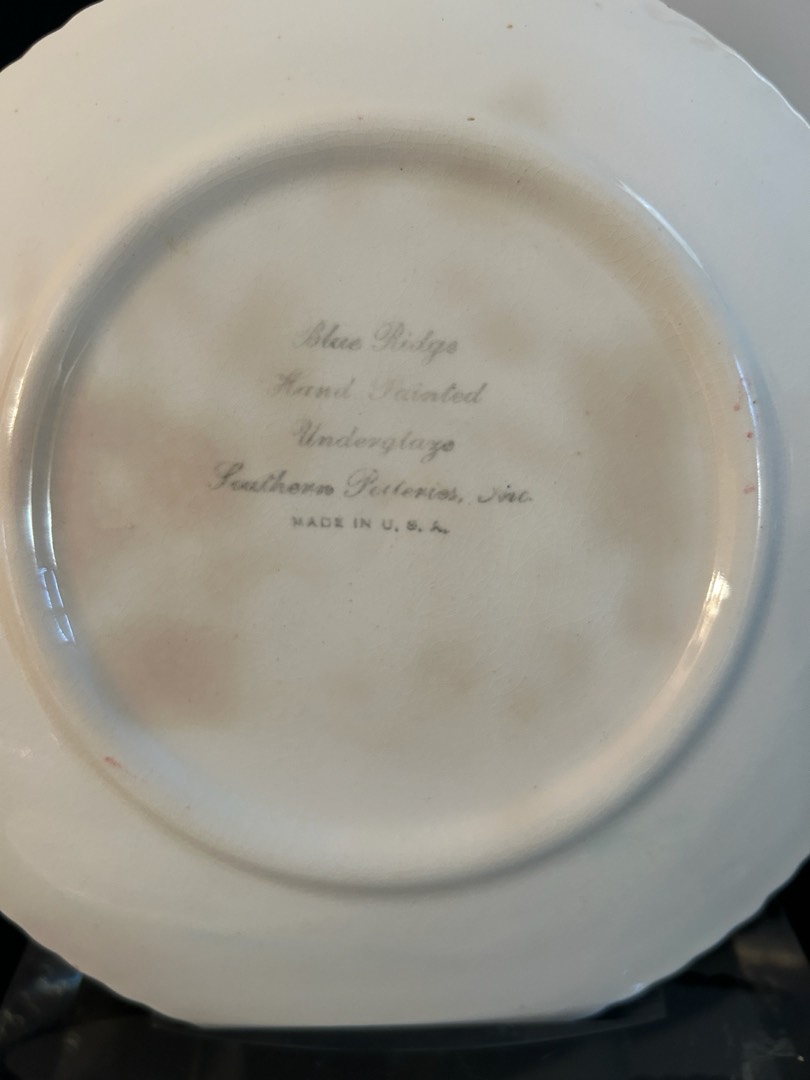 Blue Ridge
Hand Painted
Underglaze
Southern Potteries, Inc.
MADE IN U. S. A.